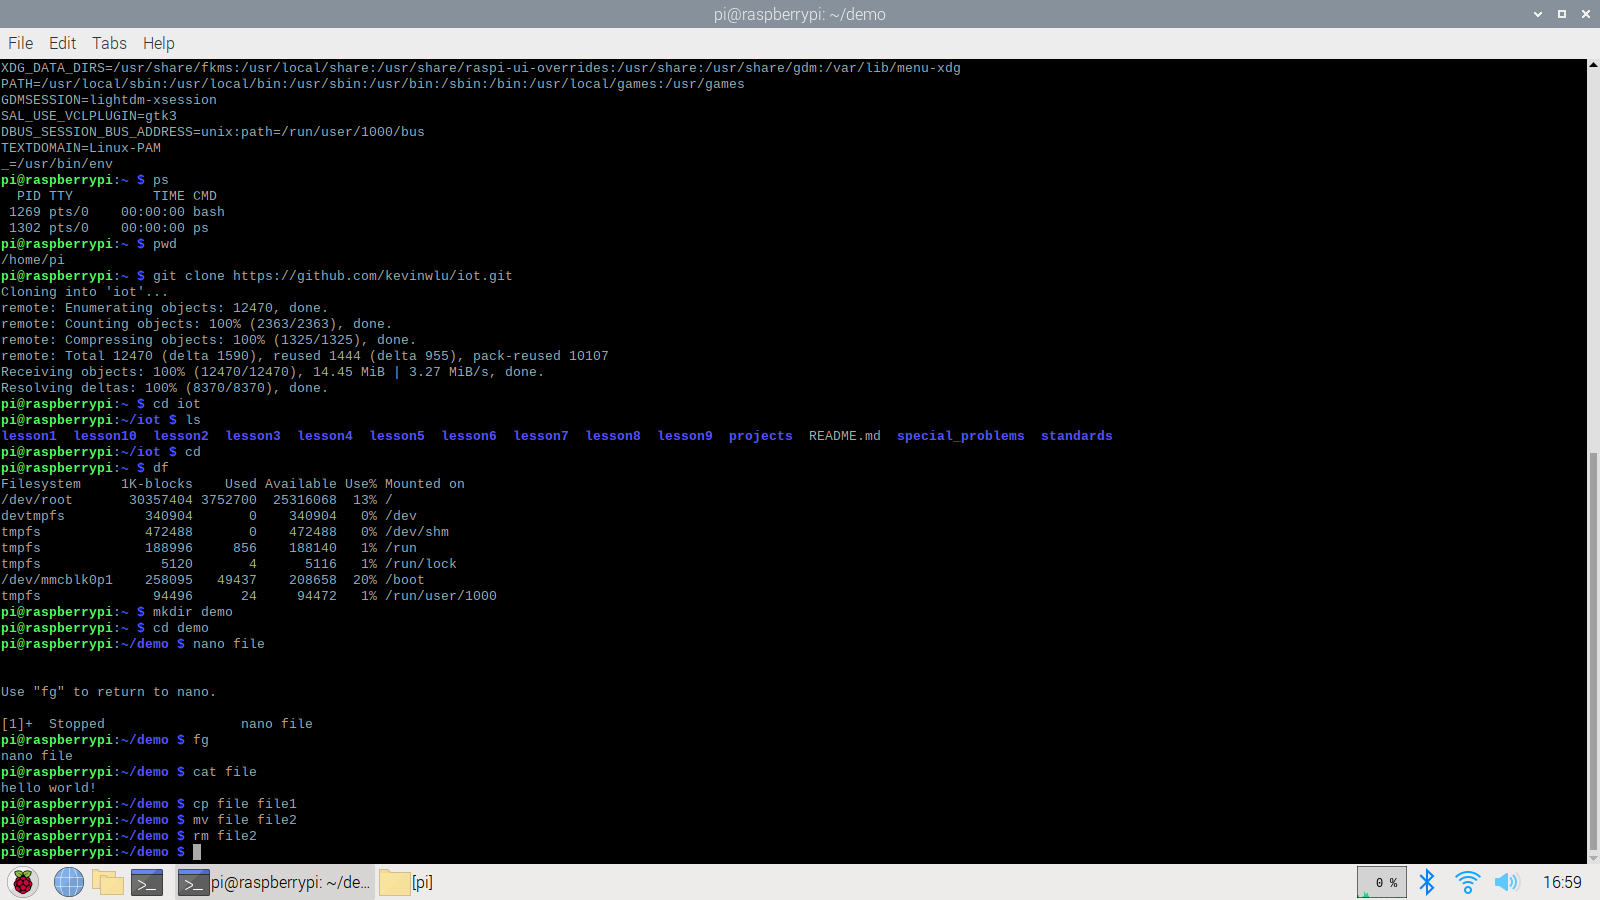 pi@raspberrypi: ~/demo
File Edit Tabs Help
XDG_DATA_DIRS=/usr/share/fkms:/usr/local/share:/usr/share/raspi-ui-overrides:/usr/share:/usr/share/gdm:/var/lib/menu-xdg
PATH=/usr/local/sbin:/usr/local/bin:/usr/sbin:/usr/bin:/sbin:/bin:/usr/local/games:/usr/games
GDMSESSION=lightdm-xsession
SAL_USE_VCLPLUGIN=gtk3
DBUS_SESSION_BUS_ADDRESS=unix:path=/run/user/1000/bus
TEXTDOMAIN=Linux-PAM
_=/usr/bin/env
pi@raspberrypi:~ $ ps
  PID TTY          TIME CMD
 1269 pts/0    00:00:00 bash
 1302 pts/0    00:00:00 ps
pi@raspberrypi:~ $ pwd
/home/pi
pi@raspberrypi:~ $ git clone https://github.com/kevinwlu/iot.git
Cloning into 'iot'...
remote: Enumerating objects: 12470, done.
remote: Counting objects: 100% (2363/2363), done.
remote: Compressing objects: 100% (1325/1325), done.
remote: Total 12470 (delta 1590), reused 1444 (delta 955), pack-reused 10107
Receiving objects: 100% (12470/12470), 14.45 MiB | 3.27 MiB/s, done.
Resolving deltas: 100% (8370/8370), done.
pi@raspberrypi:~ $ cd iot
pi@raspberrypi:~/iot $ ls
lesson1  lesson10  lesson2  lesson3  lesson4  lesson5  lesson6  lesson7  lesson8  lesson9  projects  README.md  special_problems  standards
pi@raspberrypi:~/iot $ cd
pi@raspberrypi:~ $ df
Filesystem     1K-blocks    Used Available Use% Mounted on
/dev/root       30357404 3752700  25316068  13% /
devtmpfs          340904       0    340904   0% /dev
tmpfs             472488       0    472488   0% /dev/shm
tmpfs             188996     856    188140   1% /run
tmpfs               5120       4      5116   1% /run/lock
/dev/mmcblk0p1    258095   49437    208658  20% /boot
tmpfs              94496      24     94472   1% /run/user/1000
pi@raspberrypi:~ $ mkdir demo
pi@raspberrypi:~ $ cd demo
pi@raspberrypi:~/demo $ nano file
Use "fg" to return to nano.
[1]+  Stopped                 nano file
pi@raspberrypi:~/demo $ fg
nano file
pi@raspberrypi:~/demo $ cat file
hello world!
pi@raspberrypi:~/demo $ cp file file1
pi@raspberrypi:~/demo $ mv file file2
pi@raspberrypi:~/demo $ rm file2
pi@raspberrypi:~/demo $
pi@raspberrypi: ~/de... [pi] 0 % 16:59